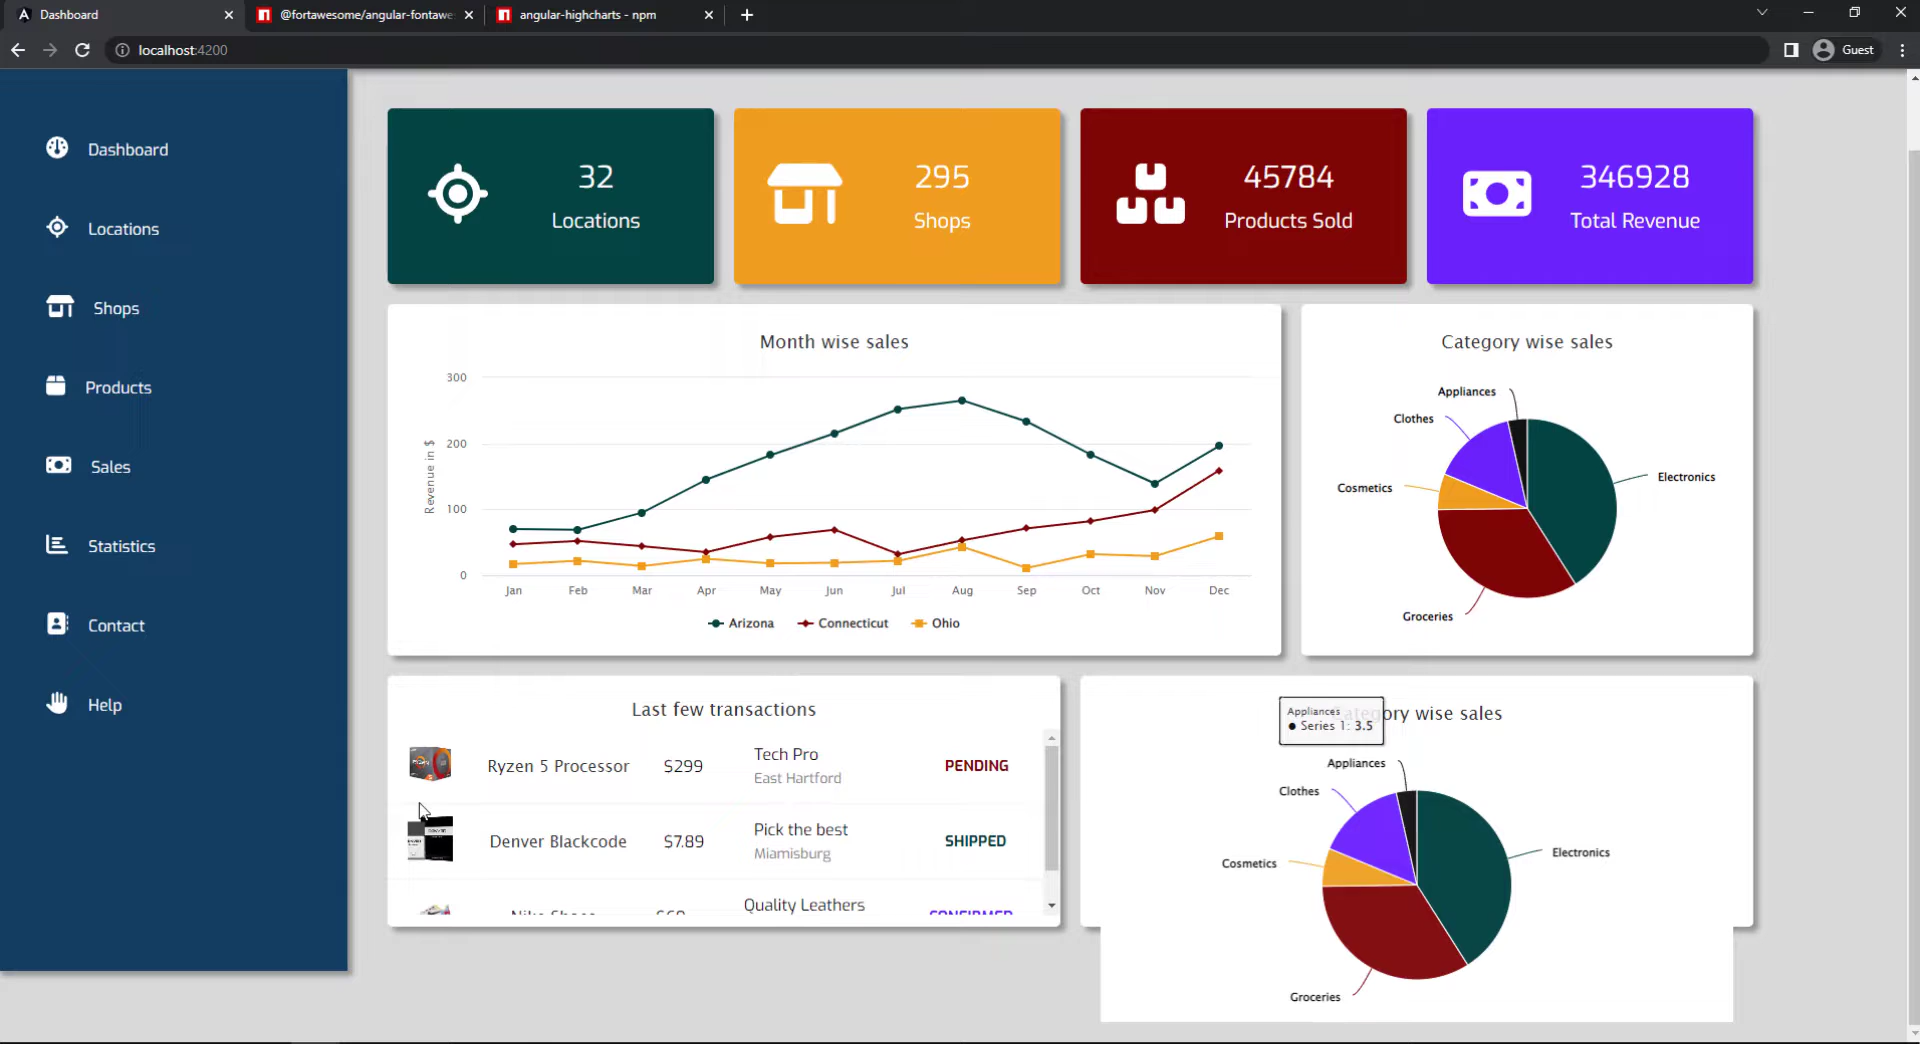 Dashboard
@fortawesome/angular-fontawe
angular-highcharts - npm
localhost:4200
Guest
Dashboard
Locations
Shops
Products
Sales
Statistics
Contact
Help
32
Locations
295
Shops
45784
Products Sold
346928
Total Revenue
Month wise sales
Revenue in $
300
200
100
0
Jan Feb Mar Apr May Jun Jul Aug Sep Oct Nov Dec
Arizona Connecticut Ohio
Category wise sales
Appliances
Clothes
Cosmetics
Electronics
Groceries
Last few transactions
Ryzen 5 Processor $299 Tech Pro PENDING
East Hartford
Denver Blackcode $7.89 Pick the best SHIPPED
Miamisburg
Quality Leathers
CONFIRMED
Category wise sales
Appliances
Series 1: 3.5
Appliances
Clothes
Cosmetics
Electronics
Groceries